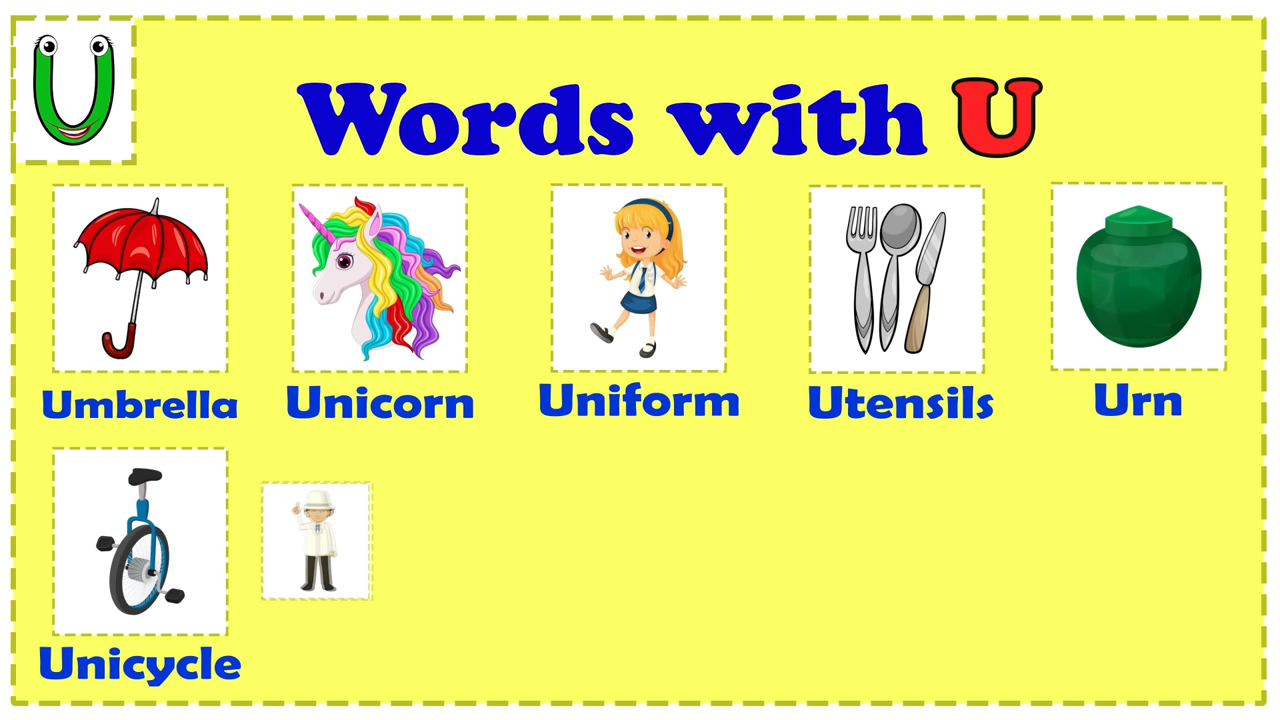 U
Words with U
Umbrella
Unicorn
Uniform
Utensils
Urn
Unicycle